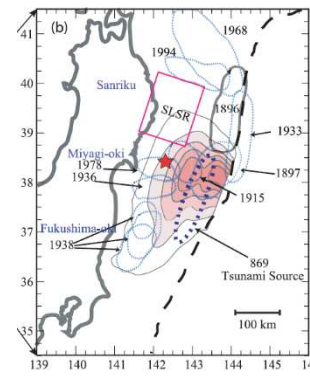 41
(b)
1968
1994
40
Sanriku
SLSR
1896
39
1933
Miyagi-oki
1978
1897
38
1936
1915
37
Fukushima-oki
1938
869
Tsunami Source
36
35
100 km
139 140 141 142 143 144 145